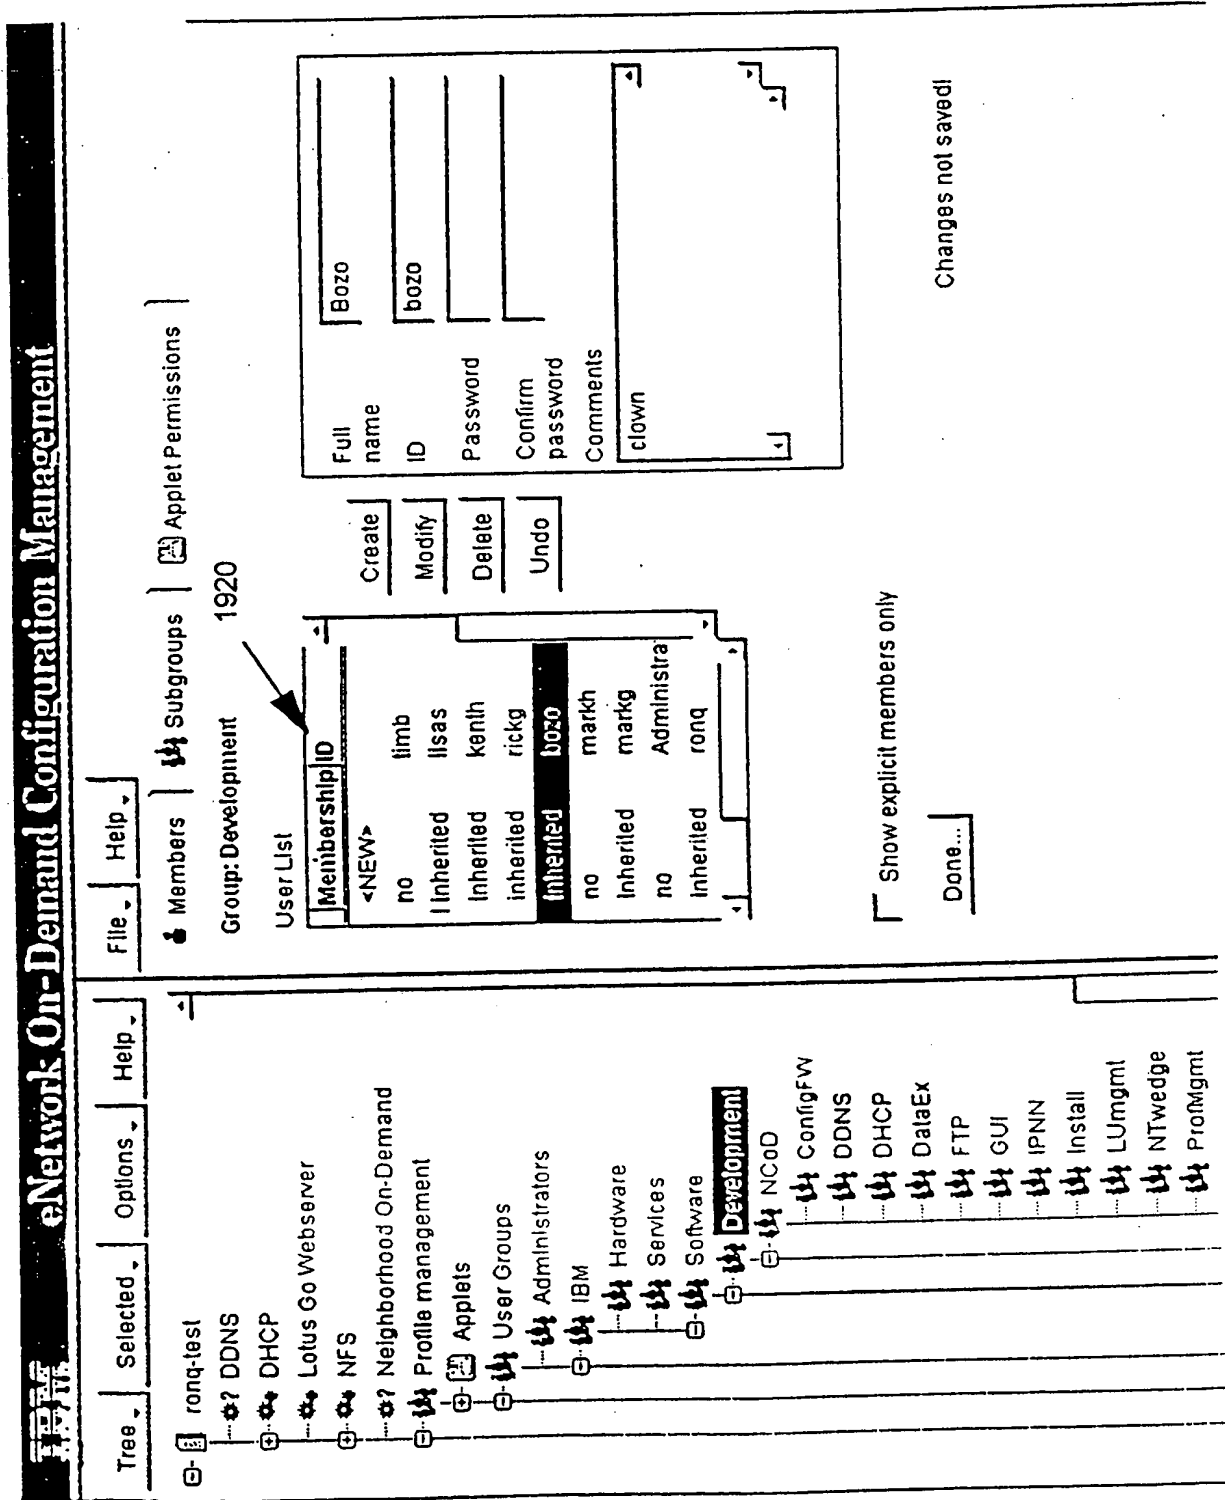 IBM eNetwork On-Demand Configuration Management
Tree Selected Options Help
ronq-test
? DDNS
DHCP
Lotus Go Webserver
NFS
? Neighborhood On-Demand
Profile management
Applets
User Groups
Administrators
IBM
Hardware
Services
Software
Development
NCoD
ConfigFW
DDNS
DHCP
DataEx
FTP
GUI
IPNN
Install
LUmgmt
NTwedge
ProfMgmt
File Help
Members Subgroups Applet Permissions
Group: Development
1920
User List
Membership ID
<NEW>
no timb
Inherited lisas
Inherited kenth
inherited rickg
Inherited bozo
no markh
Inherited markg
no Administra
Inherited ronq
Create
Modify
Delete
Undo
Full name Bozo
ID bozo
Password
Confirm password
Comments
clown
Show explicit members only
Done...
Changes not saved!